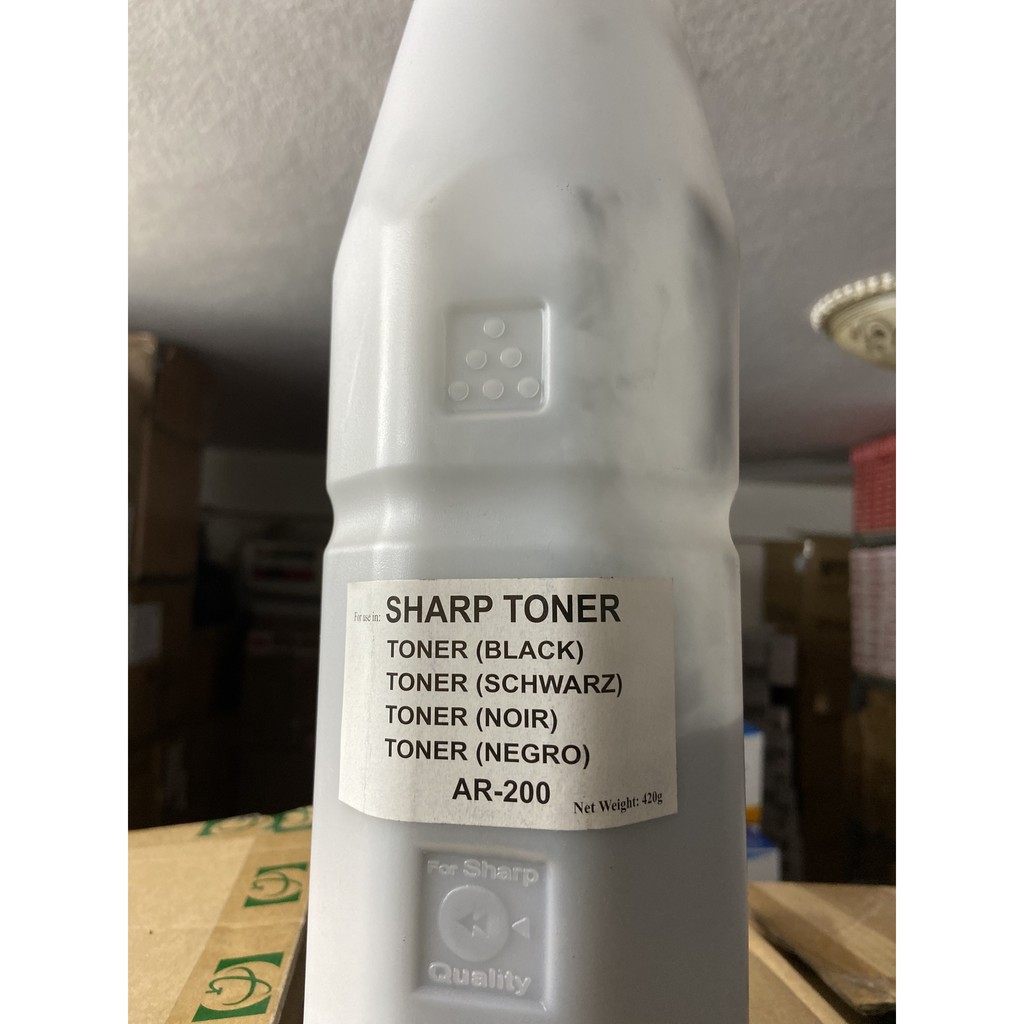 For use in: SHARP TONER
TONER (BLACK)
TONER (SCHWARZ)
TONER (NOIR)
TONER (NEGRO)
AR-200
Net Weight: 420g
For Sharp
Quality